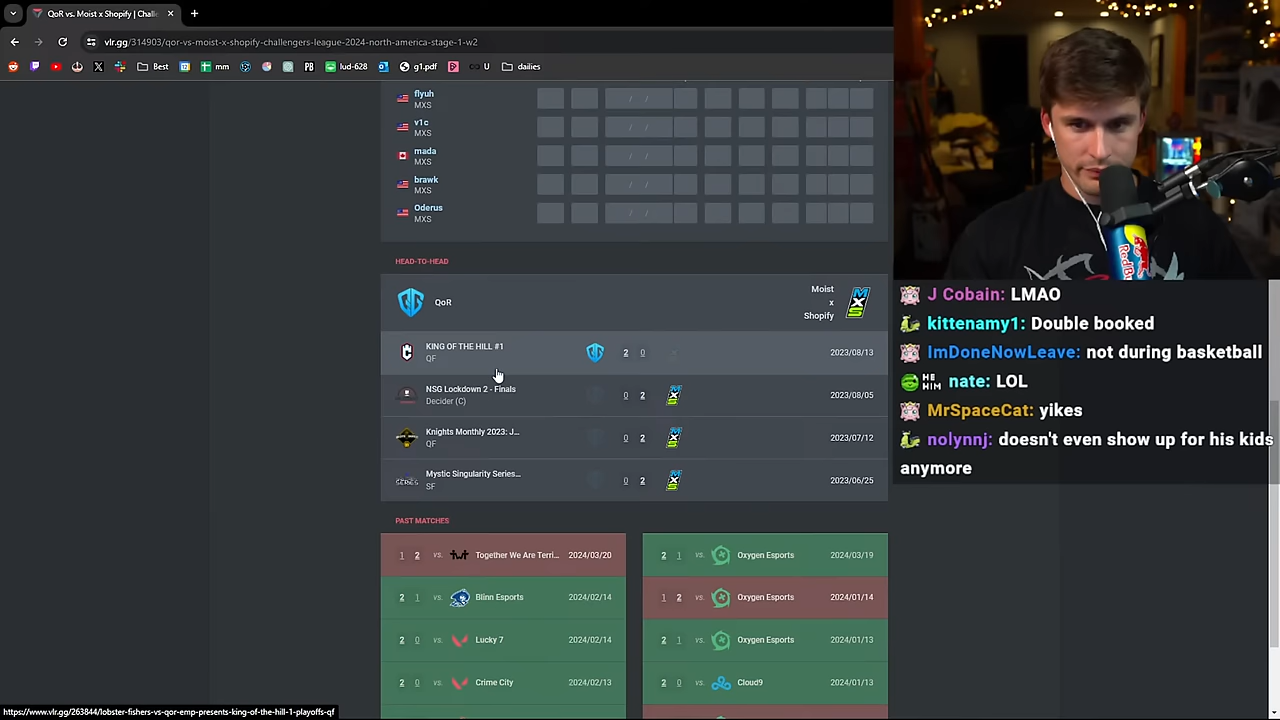 QoR vs. Moist x Shopify | Challe
vlr.gg/314903/qor-vs-moist-x-shopify-challengers-league-2024-north-america-stage-1-w2
Best
mm
lud-628
g1.pdf
U
dailies
flyuh
MXS
/ /
v1c
MXS
/ /
mada
MXS
/ /
brawk
MXS
/ /
Oderus
MXS
/ /
HEAD-TO-HEAD
QoR
Moist
x
Shopify
MXS
KING OF THE HILL #1
QF
2 0
2023/08/13
NSG Lockdown 2 - Finals
Decider (C)
0 2
2023/08/05
Knights Monthly 2023: J...
QF
0 2
2023/07/12
Mystic Singularity Series...
SF
0 2
2023/06/25
PAST MATCHES
1 2 vs. Together We Are Terri... 2024/03/20
2 1 vs. Blinn Esports 2024/02/14
2 0 vs. Lucky 7 2024/02/14
2 0 vs. Crime City 2024/02/13
2 1 vs. Oxygen Esports 2024/03/19
1 2 vs. Oxygen Esports 2024/01/14
2 1 vs. Oxygen Esports 2024/01/13
2 0 vs. Cloud9 2024/01/13
https://www.vlr.gg/263844/lobster-fishers-vs-qor-emp-presents-king-of-the-hill-1-playoffs-qf
RedBu
J Cobain: LMAO
kittenamy1: Double booked
ImDoneNowLeave: not during basketball
HE HIM nate: LOL
MrSpaceCat: yikes
nolynnj: doesn't even show up for his kids
anymore